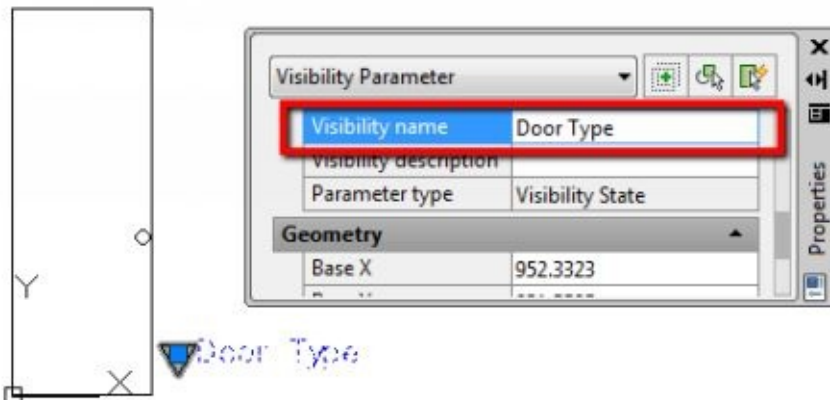 Visibility Parameter
Visibility name Door Type
Visibility description
Parameter type Visibility State
Geometry
Base X 952.3323
Properties
Y
Door Type
X